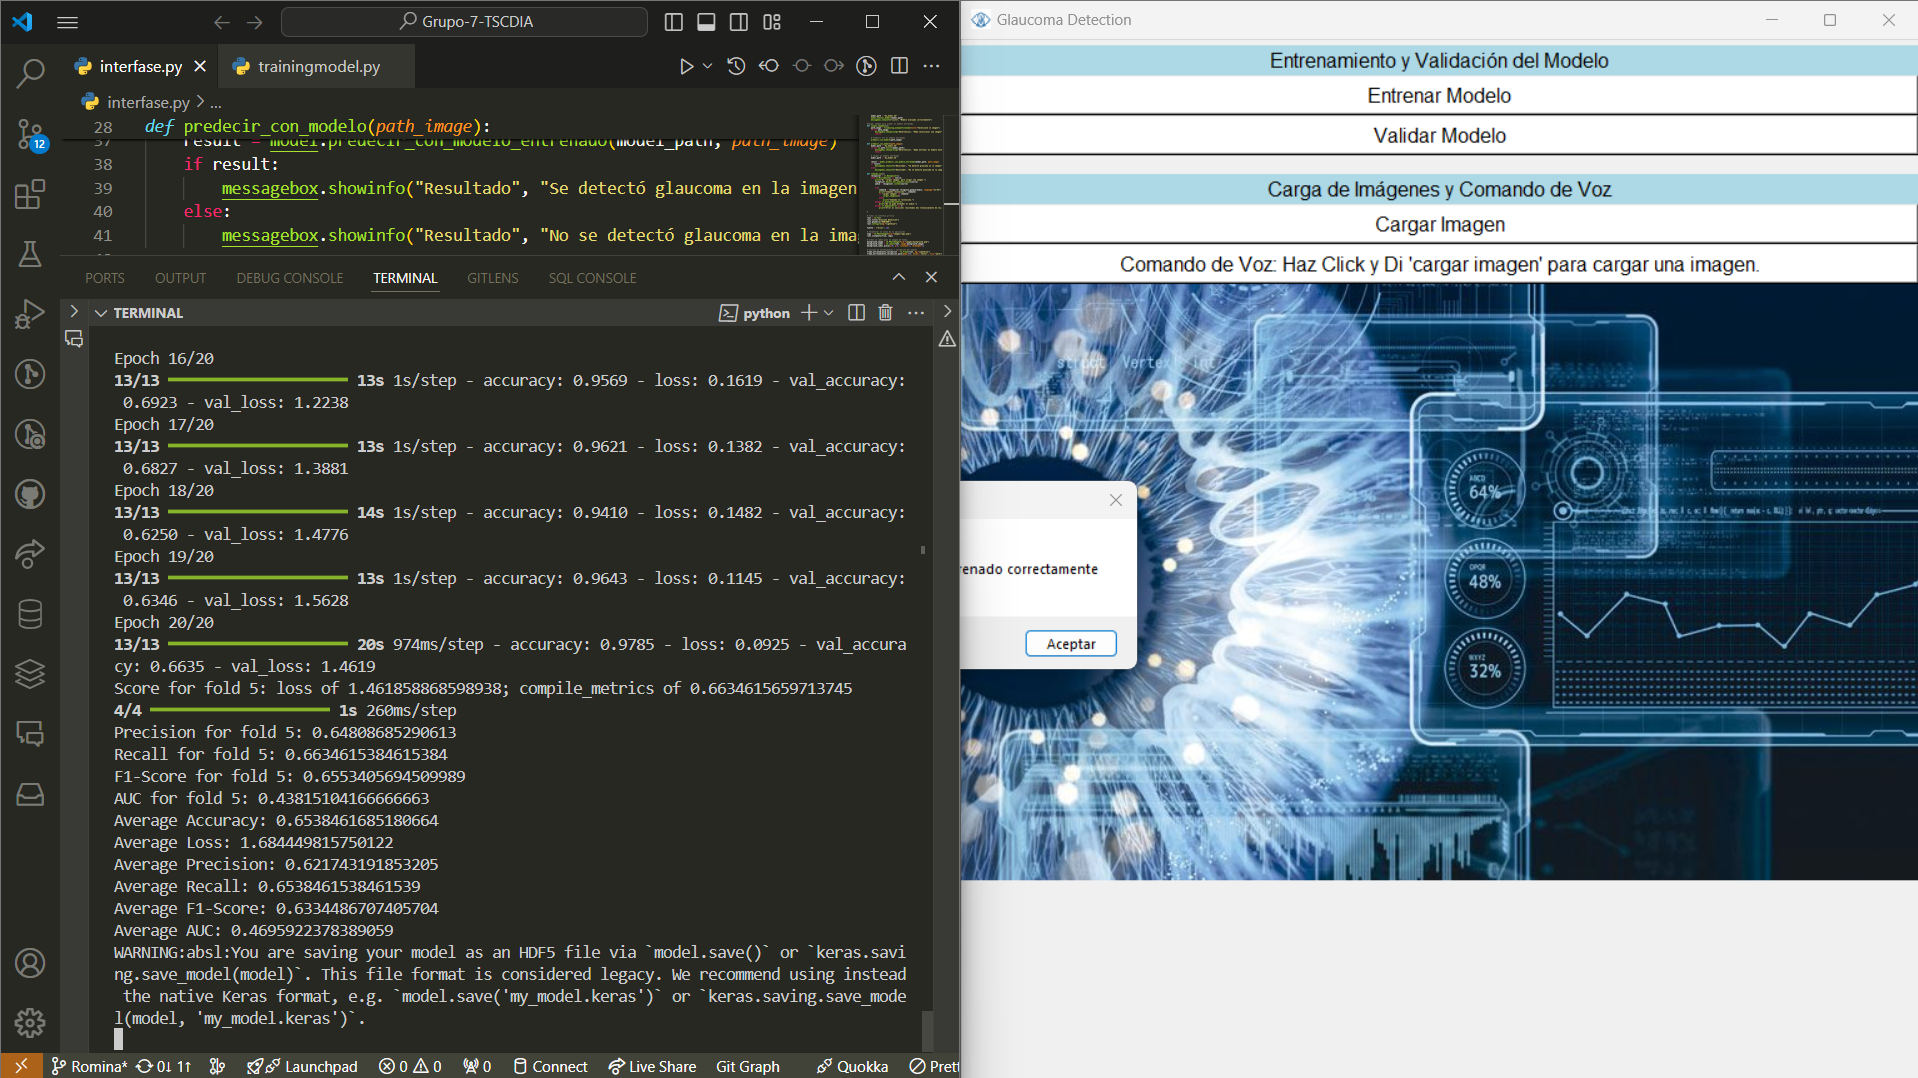 Grupo-7-TSCDIA
interfase.py
trainingmodel.py
interfase.py > ...
28 def predecir_con_modelo(path_image):
37 result = model.predecir_con_modelo_entrenado(model_path, path_image)
38 if result:
39 messagebox.showinfo("Resultado", "Se detectó glaucoma en la imagen
40 else:
41 messagebox.showinfo("Resultado", "No se detectó glaucoma en la ima
PORTS OUTPUT DEBUG CONSOLE TERMINAL GITLENS SQL CONSOLE
TERMINAL
python
12
Epoch 16/20
13/13 13s 1s/step - accuracy: 0.9569 - loss: 0.1619 - val_accuracy:
0.6923 - val_loss: 1.2238
Epoch 17/20
13/13 13s 1s/step - accuracy: 0.9621 - loss: 0.1382 - val_accuracy:
0.6827 - val_loss: 1.3881
Epoch 18/20
13/13 14s 1s/step - accuracy: 0.9410 - loss: 0.1482 - val_accuracy:
0.6250 - val_loss: 1.4776
Epoch 19/20
13/13 13s 1s/step - accuracy: 0.9643 - loss: 0.1145 - val_accuracy:
0.6346 - val_loss: 1.5628
Epoch 20/20
13/13 20s 974ms/step - accuracy: 0.9785 - loss: 0.0925 - val_accura
cy: 0.6635 - val_loss: 1.4619
Score for fold 5: loss of 1.461858868598938; compile_metrics of 0.6634615659713745
4/4 1s 260ms/step
Precision for fold 5: 0.64808685290613
Recall for fold 5: 0.6634615384615384
F1-Score for fold 5: 0.6553405694509989
AUC for fold 5: 0.43815104166666663
Average Accuracy: 0.6538461685180664
Average Loss: 1.684449815750122
Average Precision: 0.621743191853205
Average Recall: 0.6538461538461539
Average F1-Score: 0.6334486707405704
Average AUC: 0.4695922378389059
WARNING:absl:You are saving your model as an HDF5 file via `model.save()` or `keras.savi
ng.save_model(model)`. This file format is considered legacy. We recommend using instead
the native Keras format, e.g. `model.save('my_model.keras')` or `keras.saving.save_mode
l(model, 'my_model.keras')`.
Romina* 0↓ 1↑ Launchpad 0 0 0 Connect Live Share Git Graph Quokka Prett
Glaucoma Detection
Entrenamiento y Validación del Modelo
Entrenar Modelo
Validar Modelo
Carga de Imágenes y Comando de Voz
Cargar Imagen
Comando de Voz: Haz Click y Di 'cargar imagen' para cargar una imagen.
struct Vertex int
ABCD
64%
OPQR
48%
WXYZ
32%
renado correctamente
Aceptar